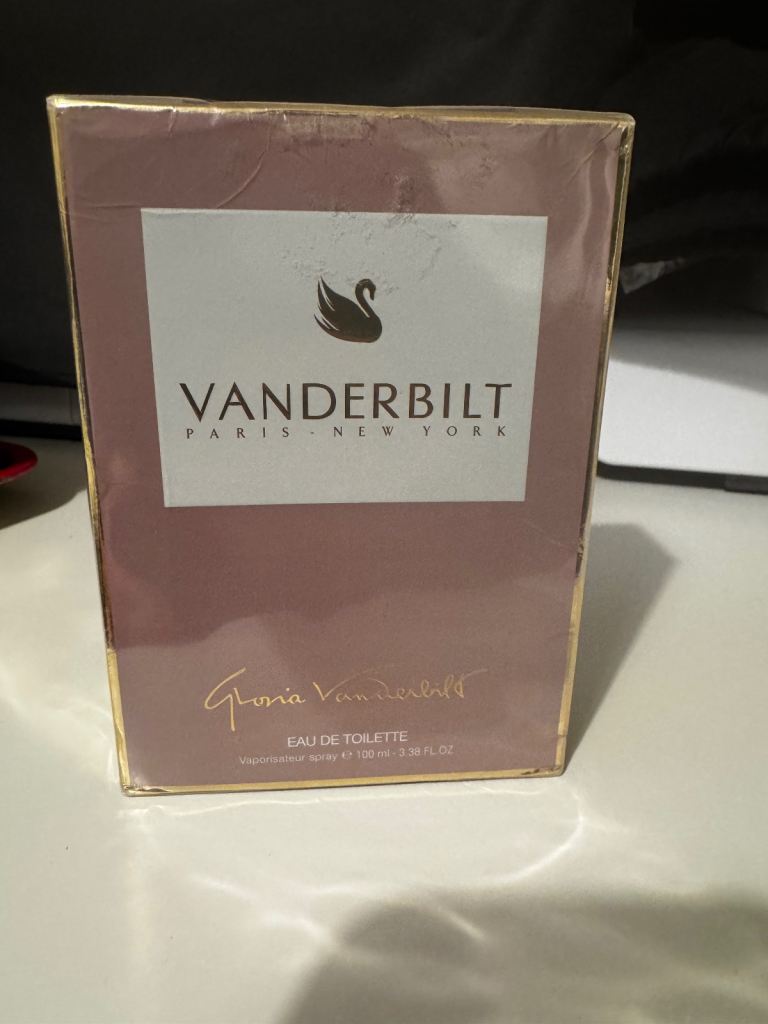 VANDERBILT
PARIS - NEW YORK
Gloria Vanderbilt
EAU DE TOILETTE
Vaporisateur spray ℮ 100 ml - 3.38 FL.OZ